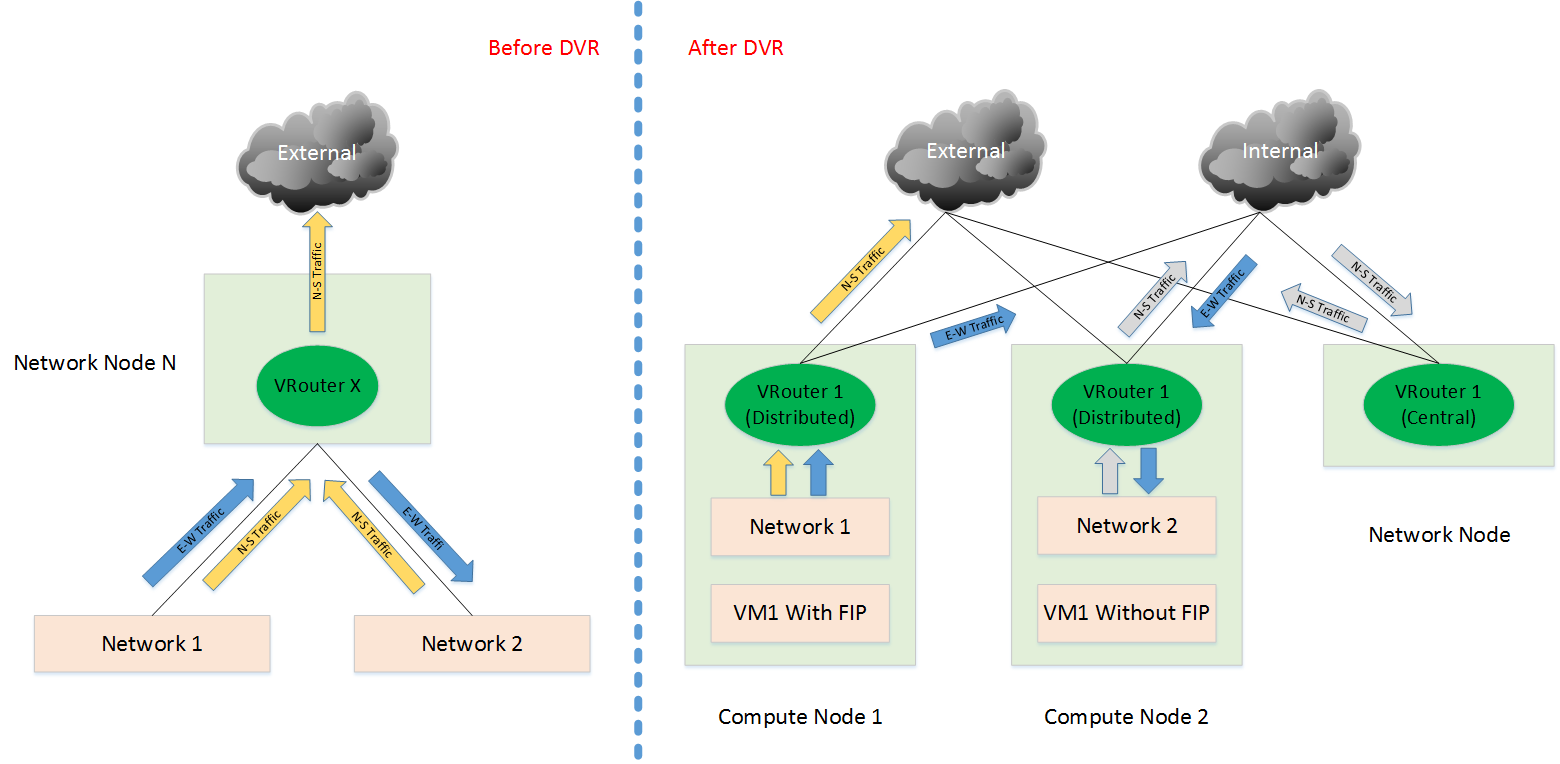 Before DVR
External
N-S Traffic
Network Node N
VRouter X
E-W Traffic
N-S Traffic
N-S Traffic
E-W Traffi
Network 1
Network 2
After DVR
External
Internal
N-S Traffic
E-W Traffic
N-S Traffic
E-W Traffic
N-S Traffic
N-S Traffic
VRouter 1
(Distributed)
Network 1
VM1 With FIP
Compute Node 1
VRouter 1
(Distributed)
Network 2
VM1 Without FIP
Compute Node 2
VRouter 1
(Central)
Network Node